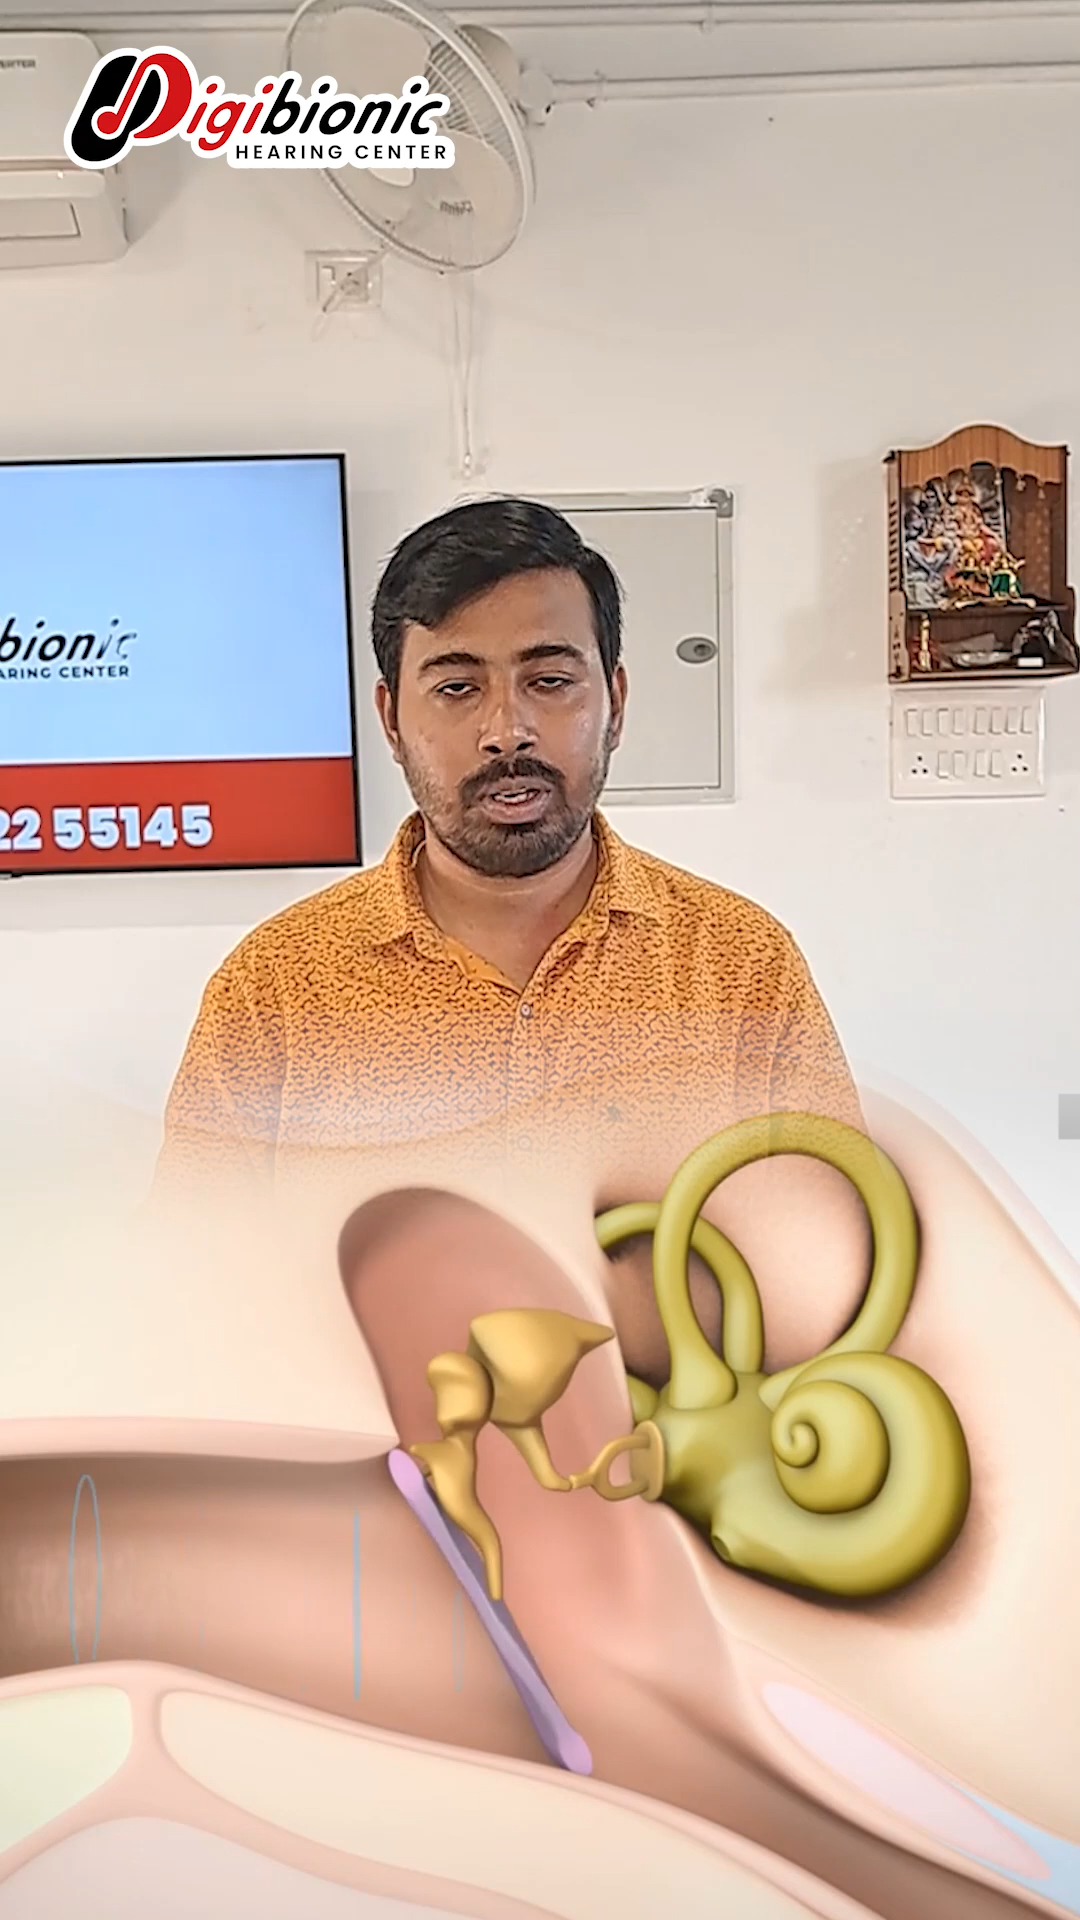 Digibionic
HEARING CENTER
bionic
ARING CENTER
22 55145